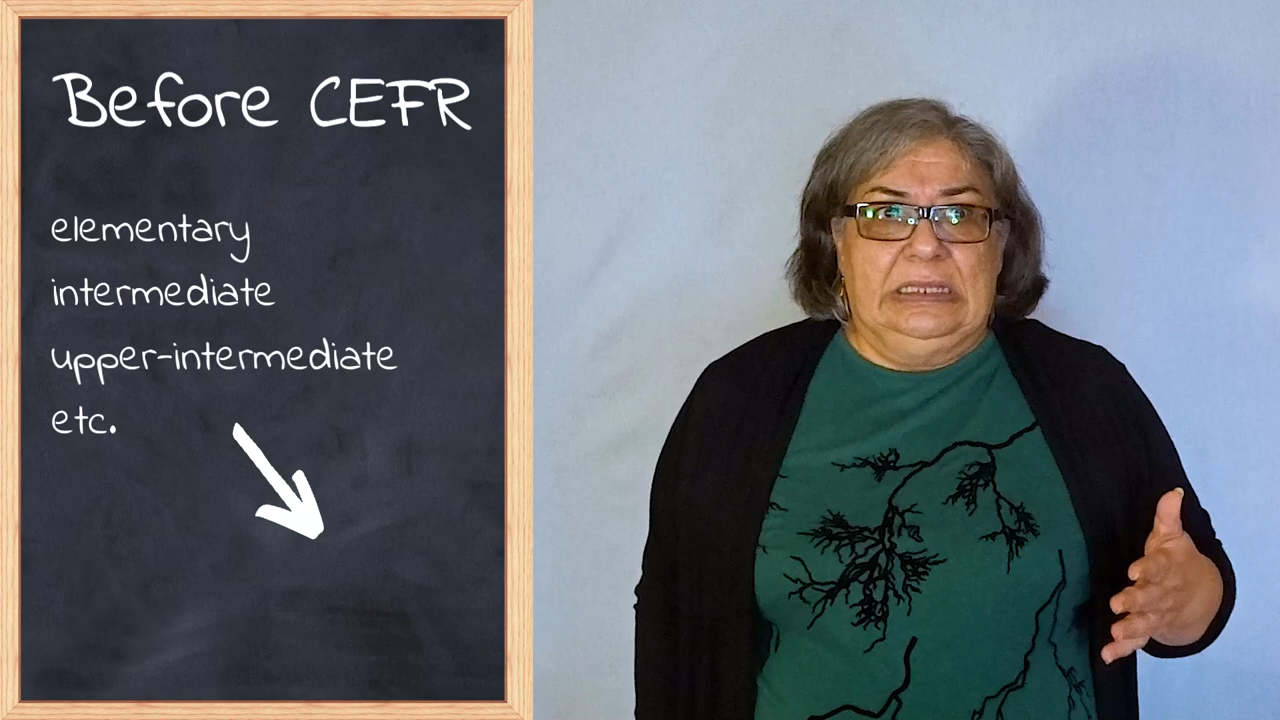 Before CEFR
elementary
intermediate
upper-intermediate
etc.